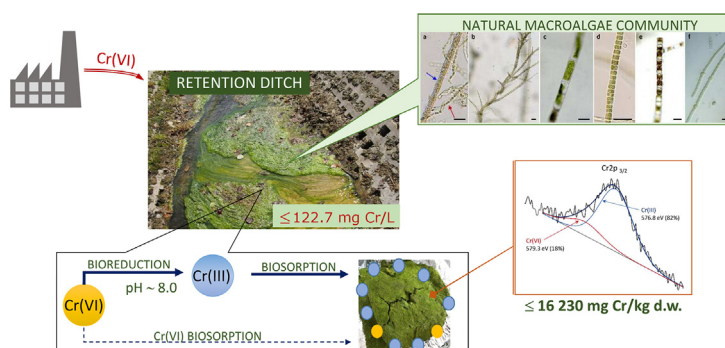 Cr(VI)
RETENTION DITCH
≤122.7 mg Cr/L
NATURAL MACROALGAE COMMUNITY
a b c d e f
Cr2p 3/2
Cr(III)
576.8 eV (82%)
Cr(VI)
579.3 eV (18%)
≤ 16 230 mg Cr/kg d.w.
BIOREDUCTION
pH ~ 8.0
Cr(VI)
Cr(III)
BIOSORPTION
Cr(VI) BIOSORPTION